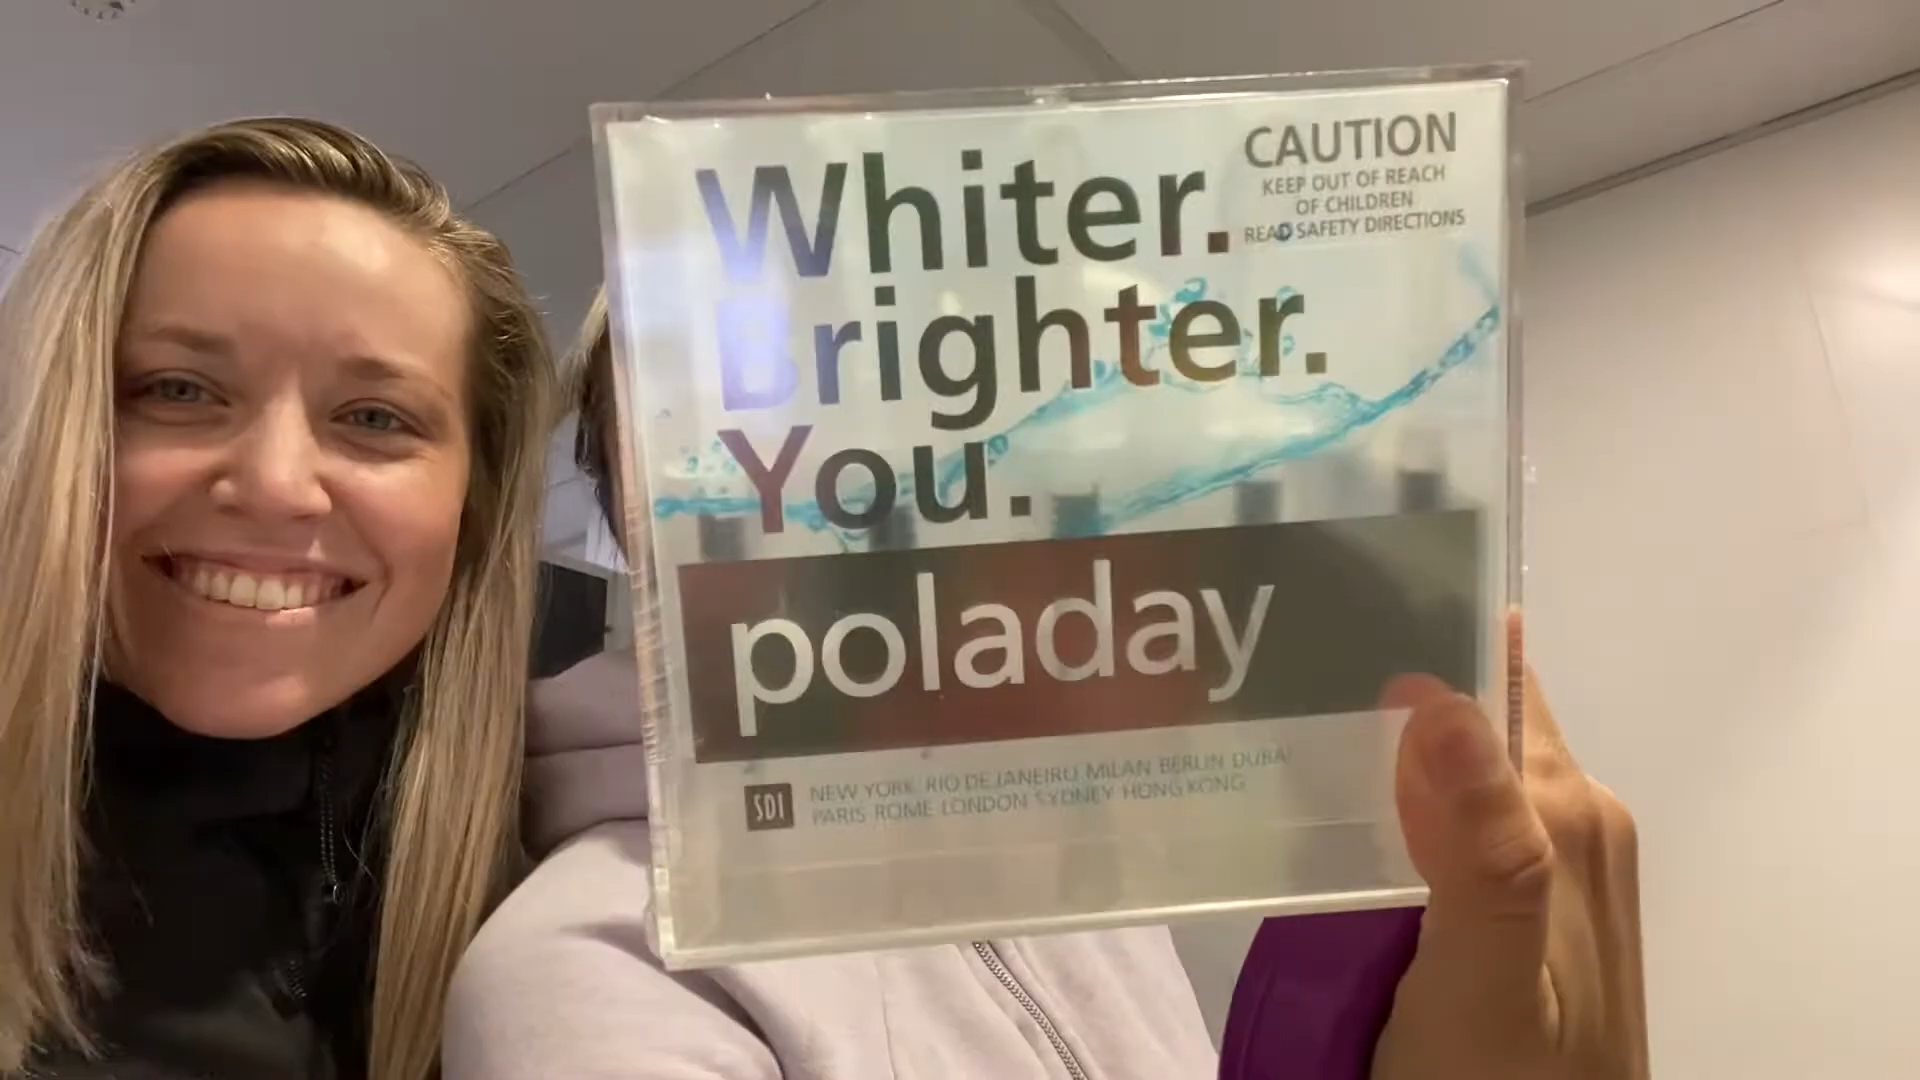 Whiter.
Brighter.
You.
CAUTION
KEEP OUT OF REACH
OF CHILDREN
READ SAFETY DIRECTIONS
poladay
SDI
NEW YORK RIO DE JANEIRO MILAN BERLIN DUBAI
PARIS ROME LONDON SYDNEY HONG KONG